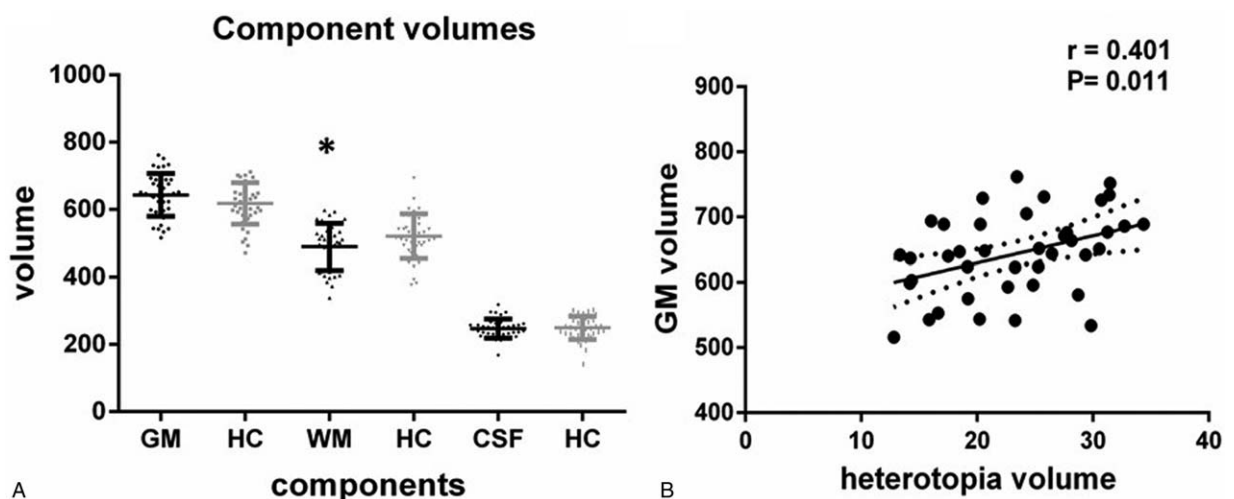 Component volumes
1000
800
600
400
200
0
volume
*
GM HC WM HC CSF HC
components
A
r = 0.401
P= 0.011
900
800
700
600
500
400
GM volume
0 10 20 30 40
heterotopia volume
B